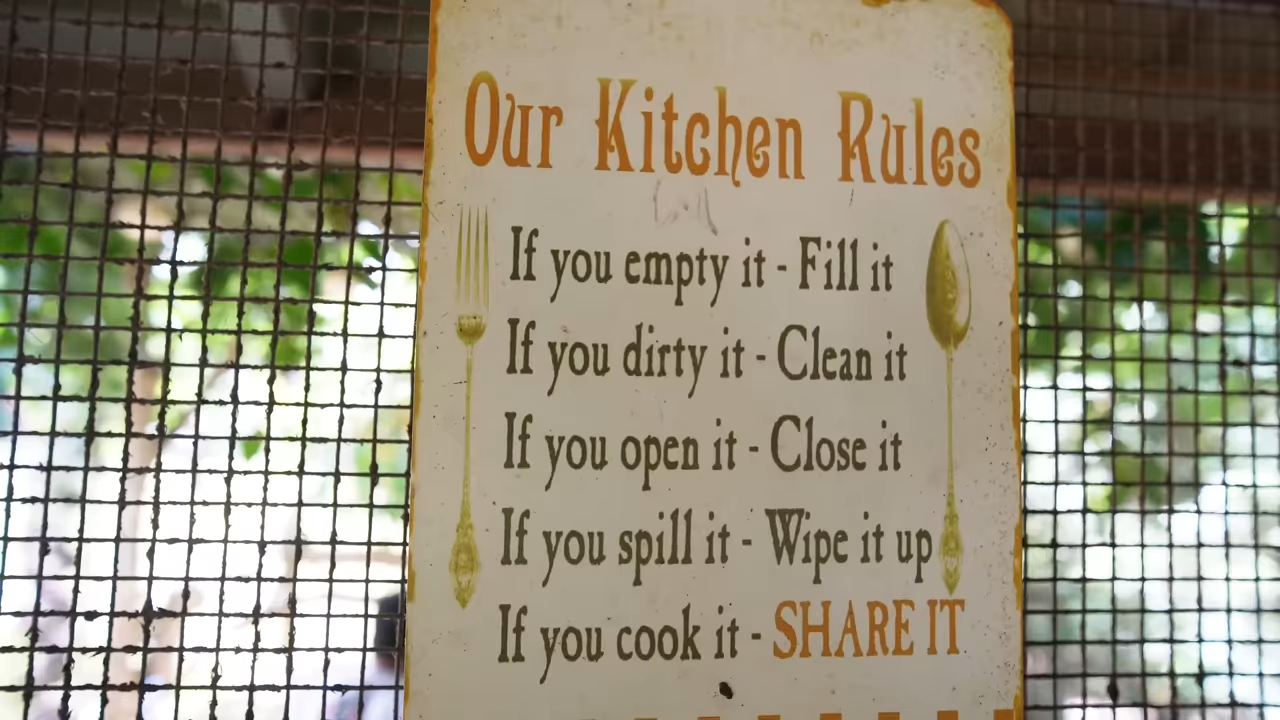 Our Kitchen Rules
If you empty it - Fill it
If you dirty it - Clean it
If you open it - Close it
If you spill it - Wipe it up
If you cook it - SHARE IT